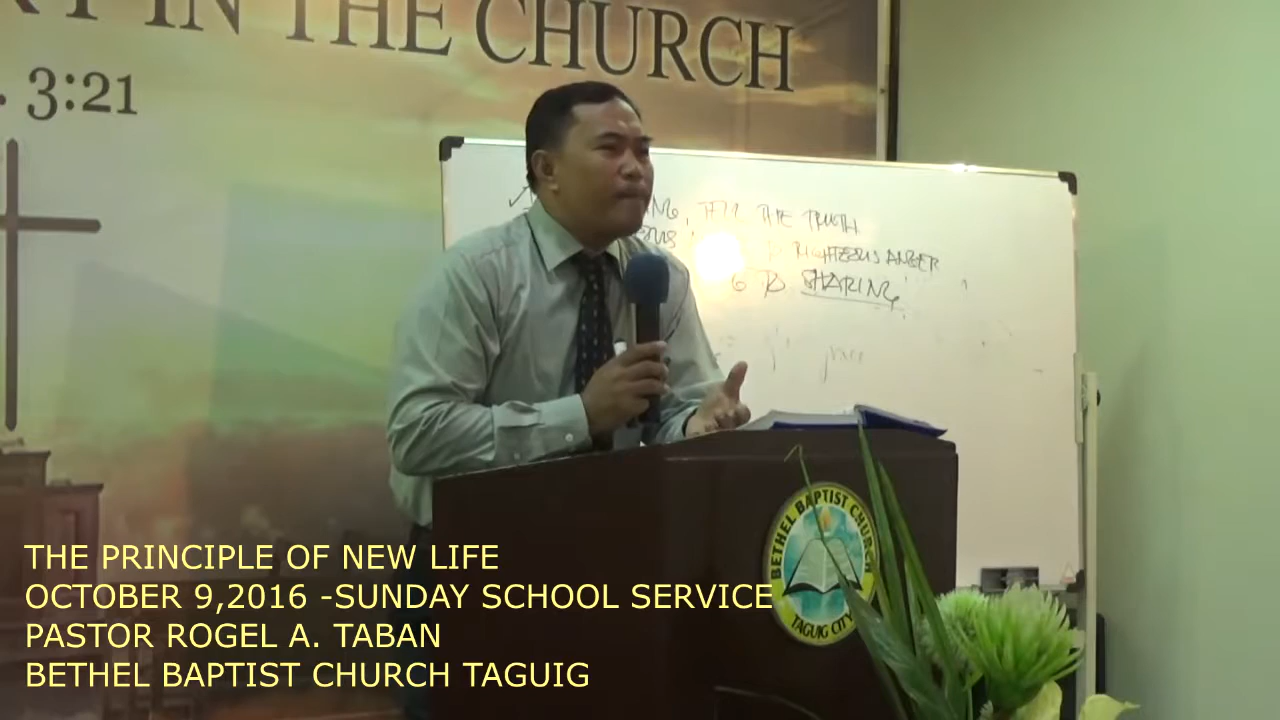 IN THE CHURCH
. 3:21
TELL THE TRUTH
RIGHTEOUS ANGER
SHARING
BETHEL BAPTIST CHURCH
TAGUIG CITY
THE PRINCIPLE OF NEW LIFE
OCTOBER 9,2016 -SUNDAY SCHOOL SERVICE
PASTOR ROGEL A. TABAN
BETHEL BAPTIST CHURCH TAGUIG